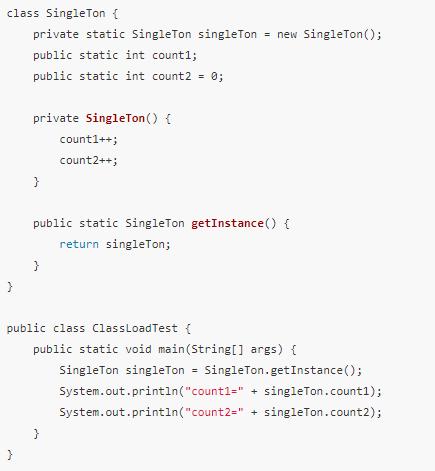 class SingleTon {
    private static SingleTon singleTon = new SingleTon();
    public static int count1;
    public static int count2 = 0;

    private SingleTon() {
        count1++;
        count2++;
    }

    public static SingleTon getInstance() {
        return singleTon;
    }
}

public class ClassLoadTest {
    public static void main(String[] args) {
        SingleTon singleTon = SingleTon.getInstance();
        System.out.println("count1=" + singleTon.count1);
        System.out.println("count2=" + singleTon.count2);
    }
}